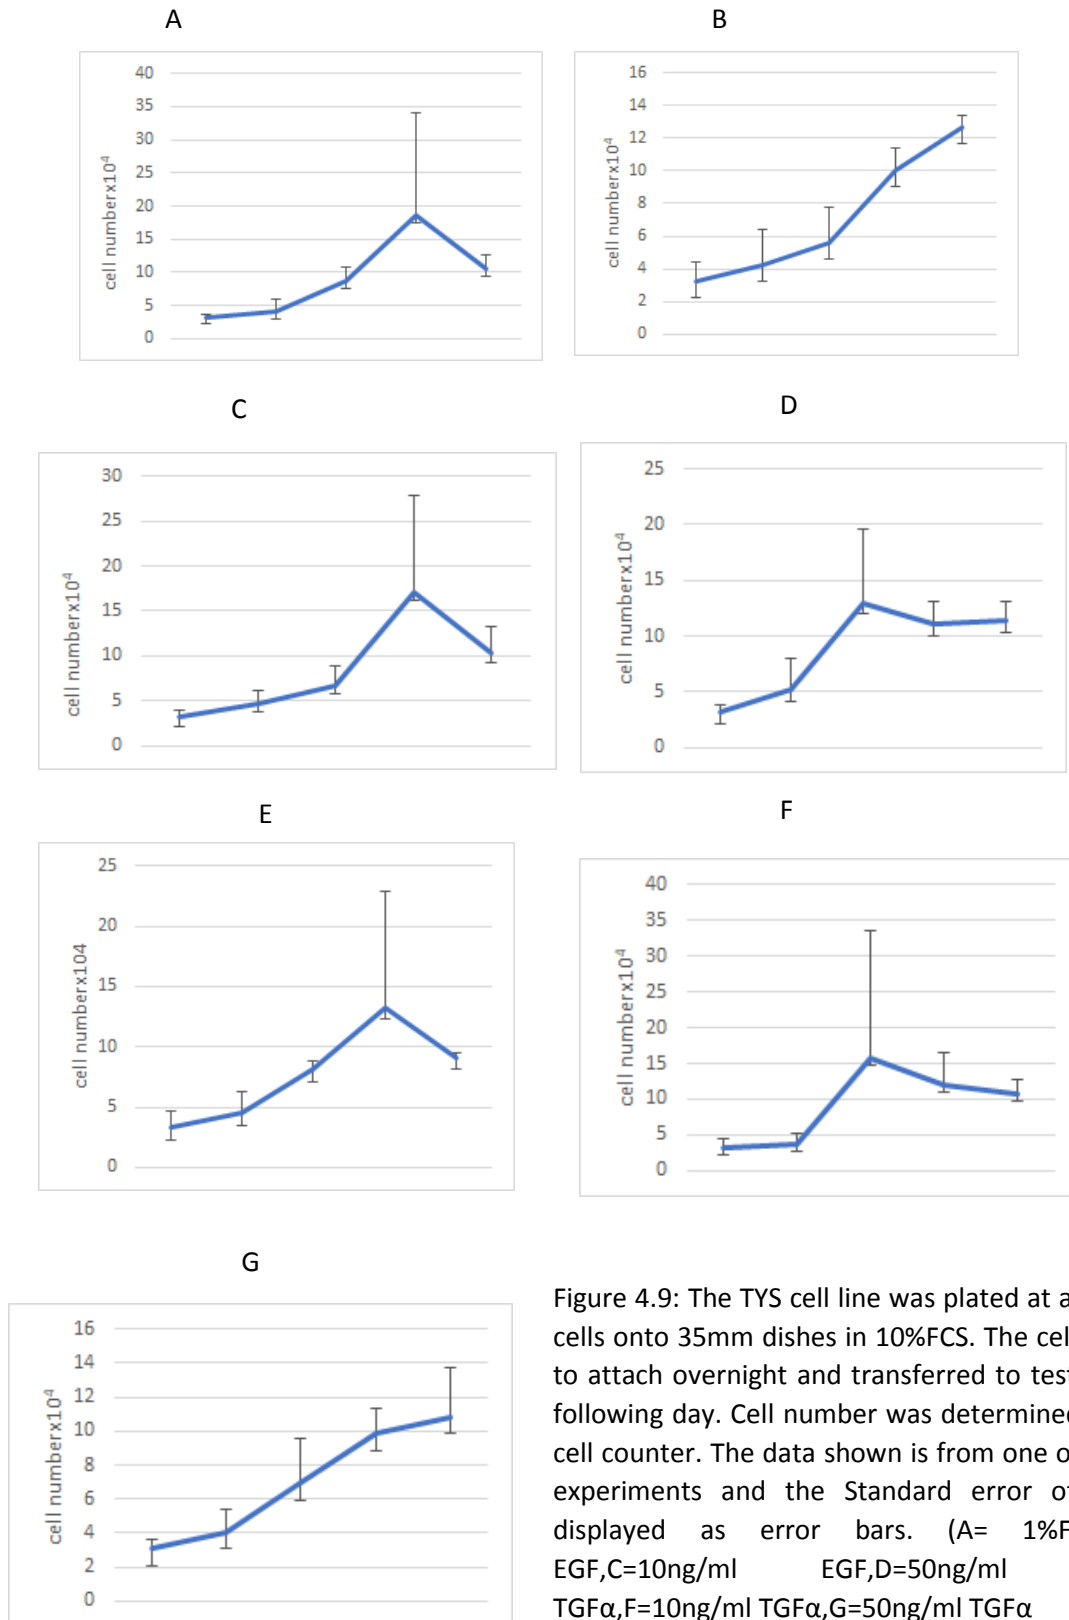 A
B
40
35
30
25
20
15
10
5
0
cell numberx10⁴
16
14
12
10
8
6
4
2
0
cell numberx10⁴
C
D
30
25
20
15
10
5
0
cell numberx10⁴
25
20
15
10
5
0
cell numberx10⁴
E
F
25
20
15
10
5
0
cell numberx104
40
35
30
25
20
15
10
5
0
cell numberx10⁴
G
16
14
12
10
8
6
4
2
0
cell numberx10⁴
Figure 4.9: The TYS cell line was plated at a
cells onto 35mm dishes in 10%FCS. The cel
to attach overnight and transferred to test
following day. Cell number was determined
cell counter. The data shown is from one o
experiments and the Standard error of
displayed as error bars. (A= 1%F
EGF,C=10ng/ml EGF,D=50ng/ml
TGFα,F=10ng/ml TGFα,G=50ng/ml TGFα